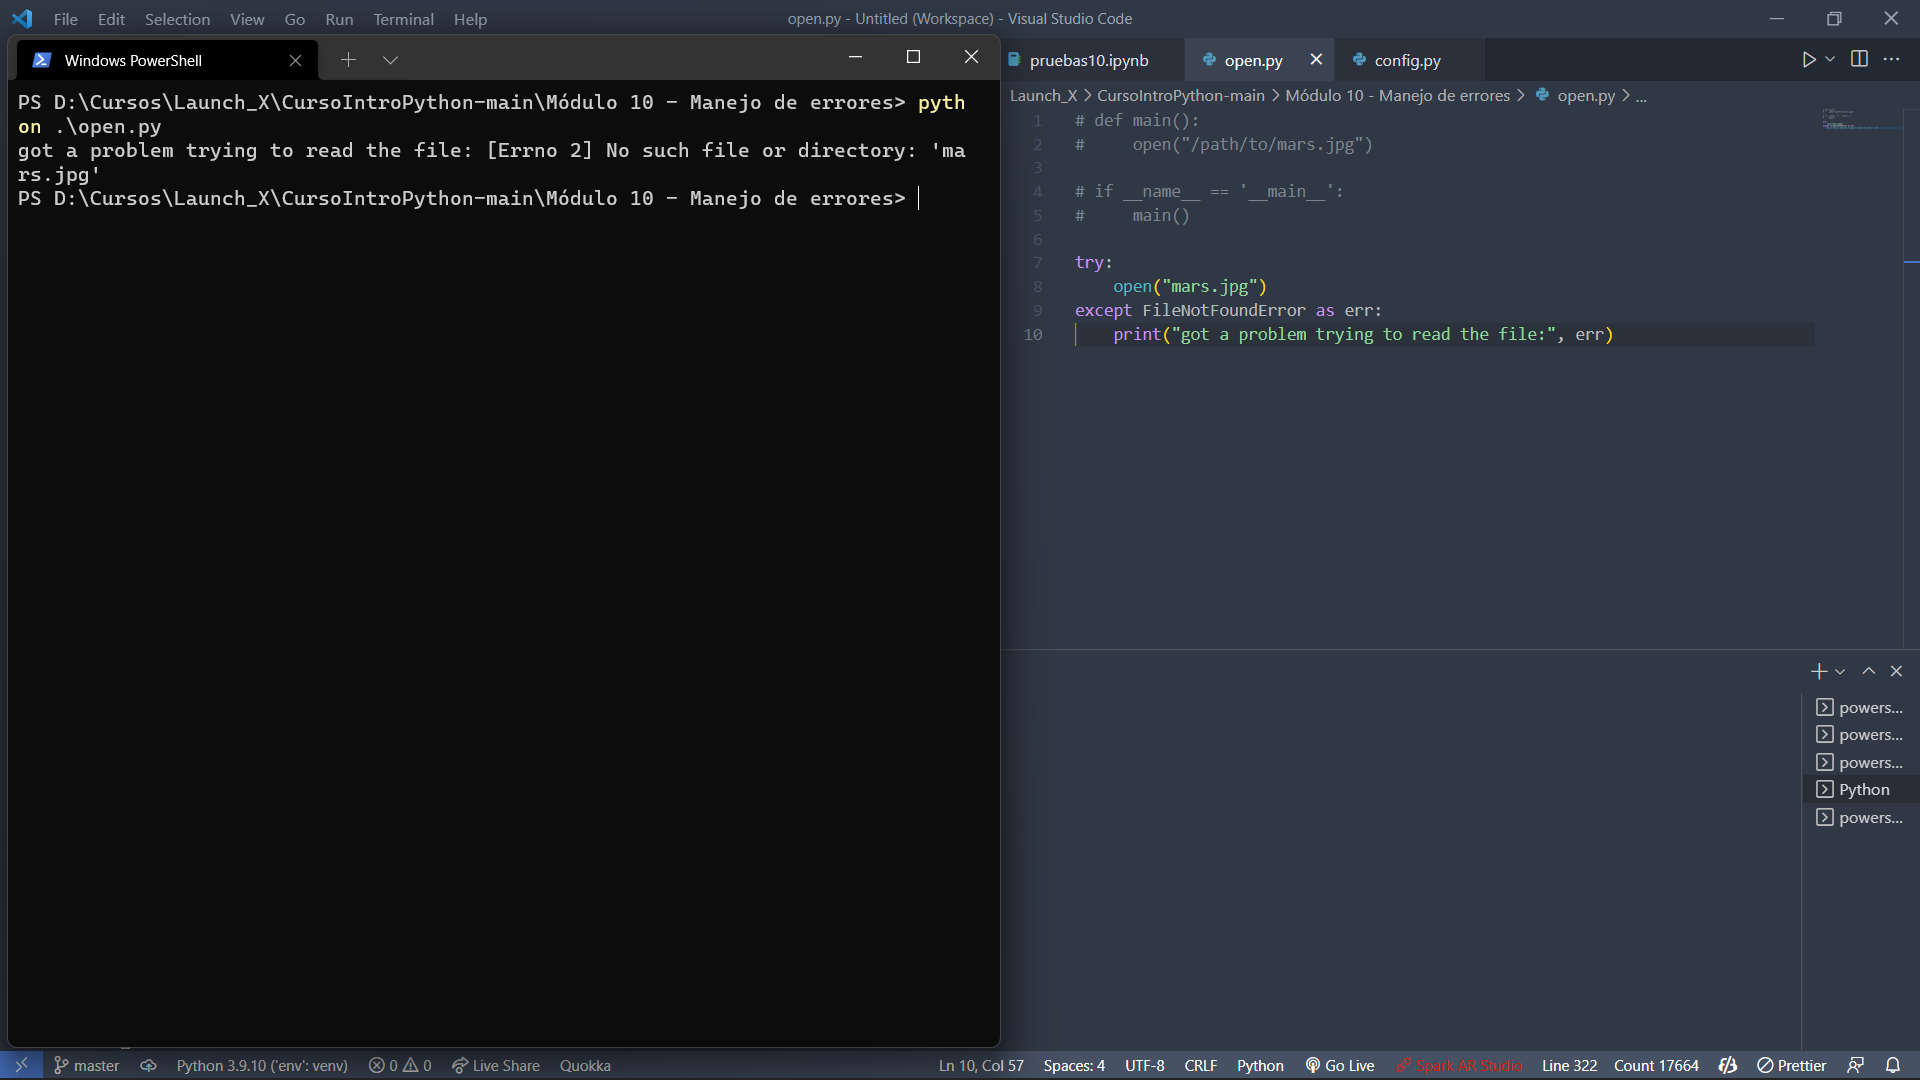 File Edit Selection View Go Run Terminal Help
open.py - Untitled (Workspace) - Visual Studio Code
Windows PowerShell
PS D:\Cursos\Launch_X\CursoIntroPython-main\Módulo 10 - Manejo de errores> pyth
on .\open.py
got a problem trying to read the file: [Errno 2] No such file or directory: 'ma
rs.jpg'
PS D:\Cursos\Launch_X\CursoIntroPython-main\Módulo 10 - Manejo de errores>
pruebas10.ipynb
open.py
config.py
Launch_X > CursoIntroPython-main > Módulo 10 - Manejo de errores > open.py > ...
1 # def main():
2 #     open("/path/to/mars.jpg")
3
4 # if __name__ == '__main__':
5 #     main()
6
7 try:
8     open("mars.jpg")
9 except FileNotFoundError as err:
10     print("got a problem trying to read the file:", err)
powers...
powers...
powers...
Python
powers...
master
Python 3.9.10 ('env': venv)
0 0
Live Share
Quokka
Ln 10, Col 57
Spaces: 4
UTF-8
CRLF
Python
Go Live
Spark AR Studio
Line 322
Count 17664
Prettier